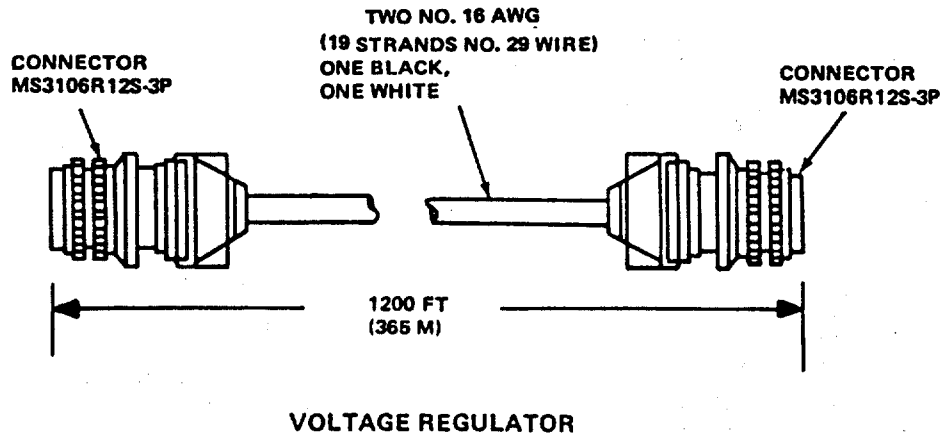 TWO NO. 16 AWG
(19 STRANDS NO. 29 WIRE)
ONE BLACK,
ONE WHITE
CONNECTOR
MS3106R12S-3P
CONNECTOR
MS3106R12S-3P
1200 FT
(365 M)
VOLTAGE REGULATOR